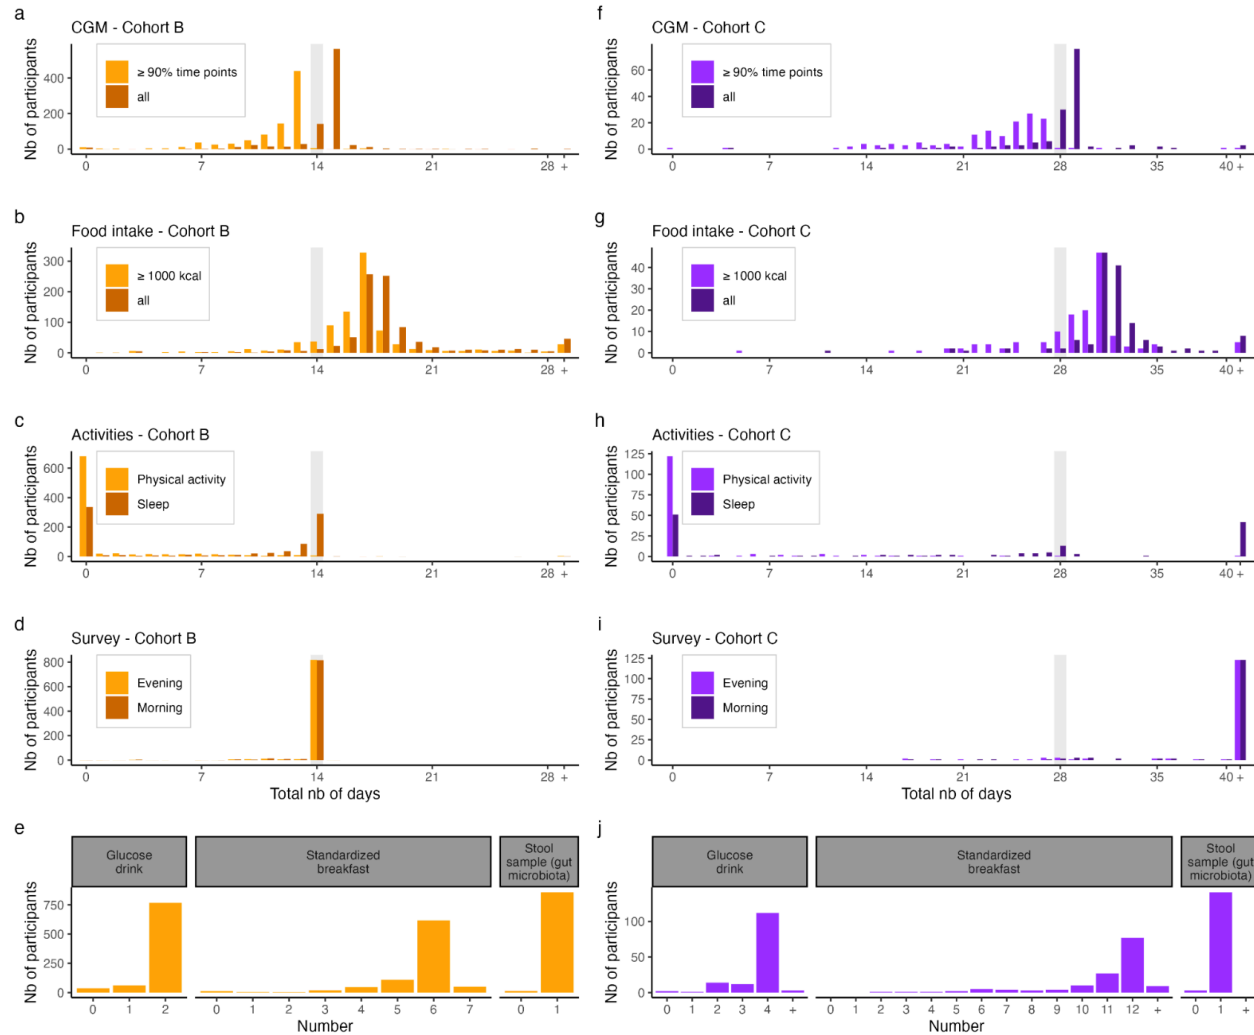 a
CGM - Cohort B
Nb of participants
≥ 90% time points
all
400
200
0
0 7 14 21 28 +
f
CGM - Cohort C
Nb of participants
≥ 90% time points
all
60
40
20
0
0 7 14 21 28 35 40 +
b
Food intake - Cohort B
Nb of participants
≥ 1000 kcal
all
300
200
100
0
0 7 14 21 28 +
g
Food intake - Cohort C
Nb of participants
≥ 1000 kcal
all
40
30
20
10
0
0 7 14 21 28 35 40 +
c
Activities - Cohort B
Nb of participants
Physical activity
Sleep
600
400
200
0
0 7 14 21 28 +
h
Activities - Cohort C
Nb of participants
Physical activity
Sleep
125
100
75
50
25
0
0 7 14 21 28 35 40 +
d
Survey - Cohort B
Nb of participants
Evening
Morning
800
600
400
200
0
0 7 14 21 28 +
Total nb of days
i
Survey - Cohort C
Nb of participants
Evening
Morning
125
100
75
50
25
0
0 7 14 21 28 35 40 +
Total nb of days
e
Glucose
drink
Standardized
breakfast
Stool
sample (gut
microbiota)
Nb of participants
750
500
250
0
0 1 2 0 1 2 3 4 5 6 7 0 1
Number
j
Glucose
drink
Standardized
breakfast
Stool
sample (gut
microbiota)
Nb of participants
100
50
0
0 1 2 3 4 + 0 1 2 3 4 5 6 7 8 9 10 11 12 + 0 1 +
Number